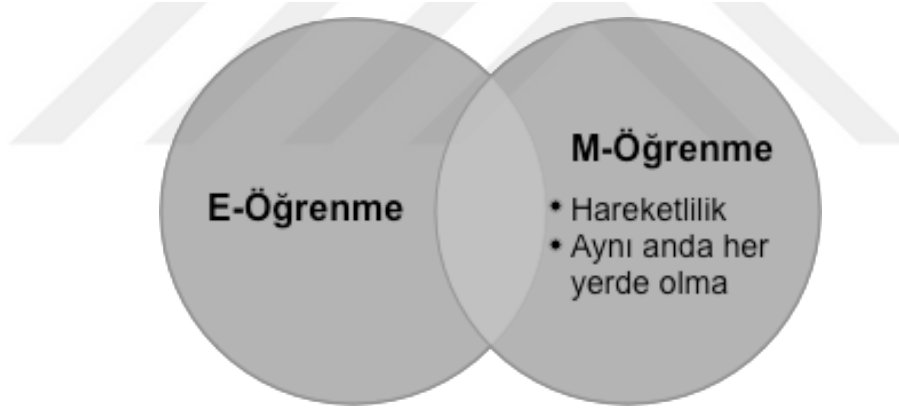 E-Öğrenme
M-Öğrenme
• Hareketlilik
• Aynı anda her
yerde olma